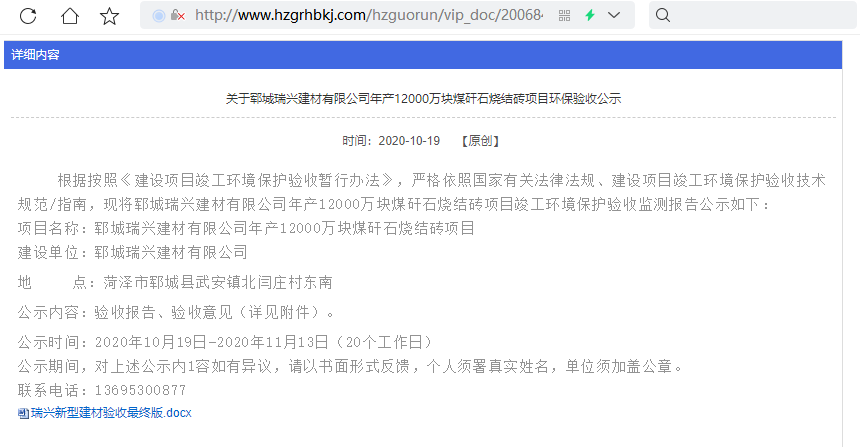 http://www.hzgrhbkj.com/hzguorun/vip_doc/20068
详细内容
关于郓城瑞兴建材有限公司年产12000万块煤矸石烧结砖项目环保验收公示
时间：2020-10-19 【原创】
根据按照《建设项目竣工环境保护验收暂行办法》，严格依照国家有关法律法规、建设项目竣工环境保护验收技术
规范/指南，现将郓城瑞兴建材有限公司年产12000万块煤矸石烧结砖项目竣工环境保护验收监测报告公示如下：
项目名称：郓城瑞兴建材有限公司年产12000万块煤矸石烧结砖项目
建设单位：郓城瑞兴建材有限公司
地 点：菏泽市郓城县武安镇北闫庄村东南
公示内容：验收报告、验收意见（详见附件）。
公示时间：2020年10月19日-2020年11月13日（20个工作日）
公示期间，对上述公示内1容如有异议，请以书面形式反馈，个人须署真实姓名，单位须加盖公章。
联系电话：13695300877
瑞兴新型建材验收最终版.docx